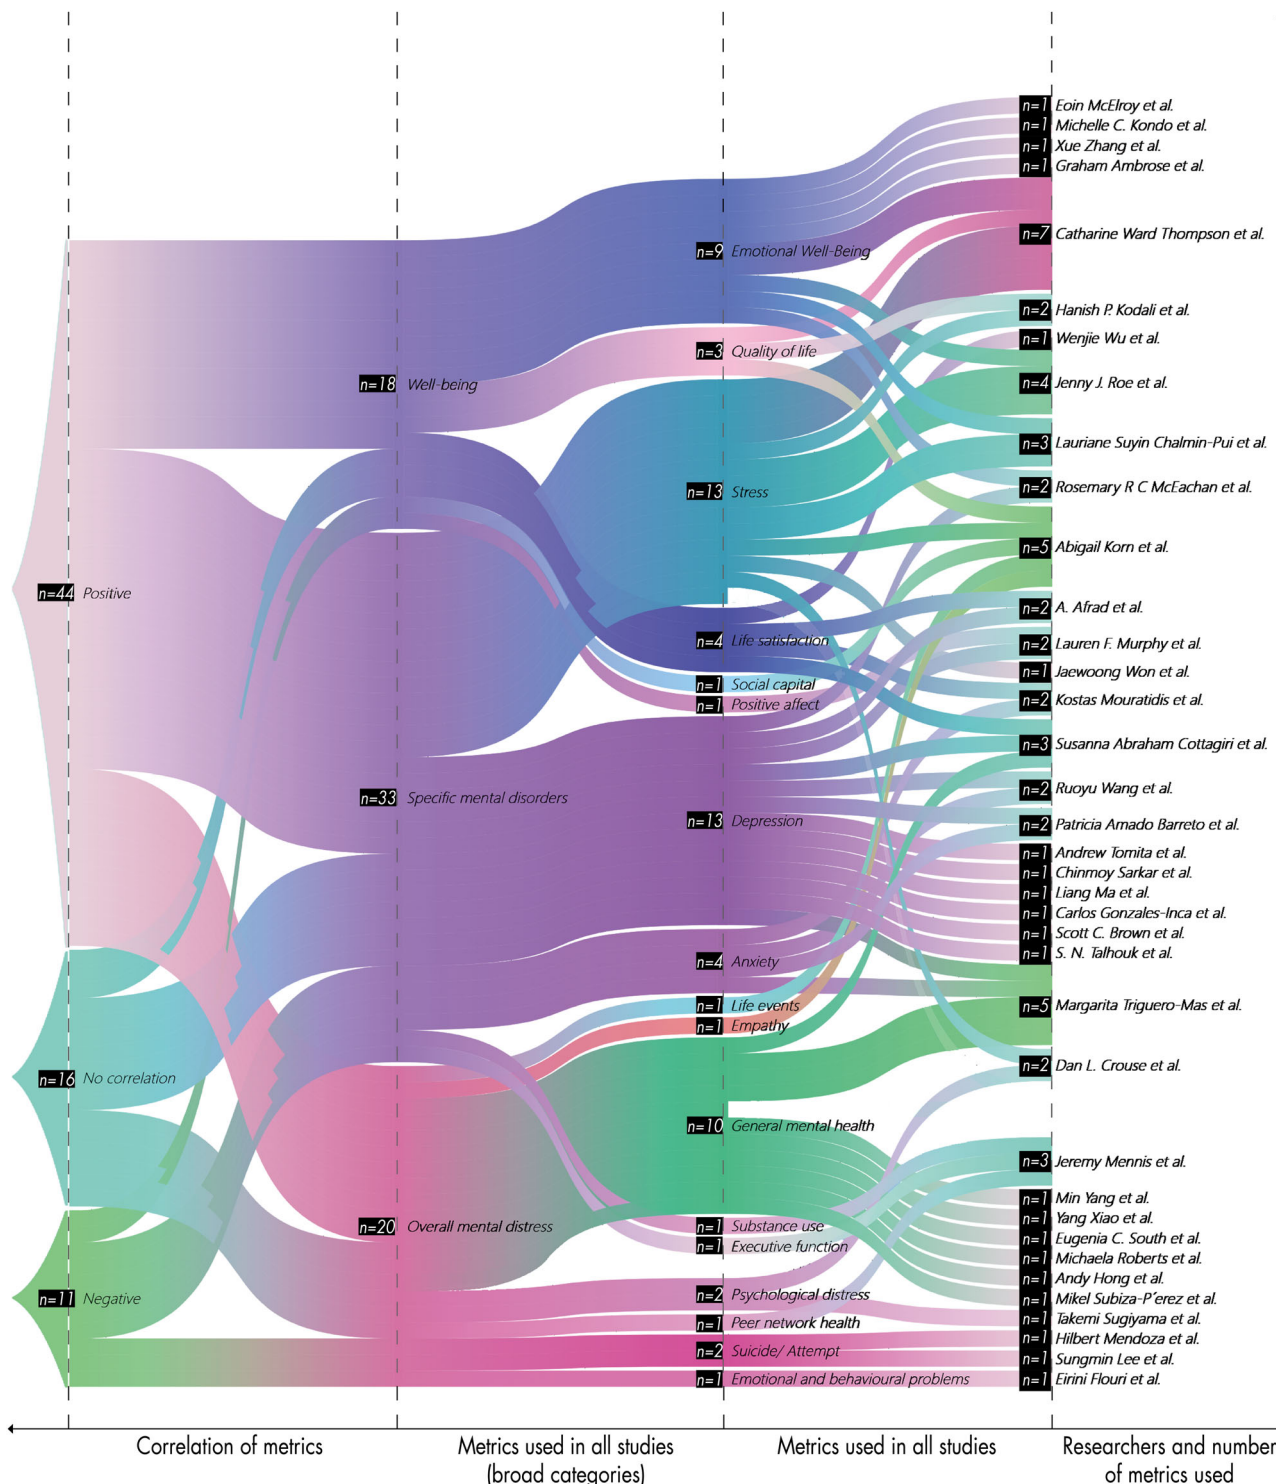 n=44 Positive
n=16 No correlation
n=11 Negative
n=18 Well-being
n=33 Specific mental disorders
n=20 Overall mental distress
n=9 Emotional Well-Being
n=3 Quality of life
n=13 Stress
n=4 Life satisfaction
n=1 Social capital
n=1 Positive affect
n=13 Depression
n=4 Anxiety
n=1 Life events
n=1 Empathy
n=10 General mental health
n=1 Substance use
n=1 Executive function
n=2 Psychological distress
n=1 Peer network health
n=2 Suicide/ Attempt
n=1 Emotional and behavioural problems
n=1 Eoin McElroy et al.
n=1 Michelle C. Kondo et al.
n=1 Xue Zhang et al.
n=1 Graham Ambrose et al.
n=7 Catharine Ward Thompson et al.
n=2 Hanish P. Kodali et al.
n=1 Wenjie Wu et al.
n=4 Jenny J. Roe et al.
n=3 Lauriane Suyin Chalmin-Pui et al.
n=2 Rosemary R C McEachan et al.
n=5 Abigail Korn et al.
n=2 A. Afrad et al.
n=2 Lauren F. Murphy et al.
n=1 Jaewoong Won et al.
n=2 Kostas Mouratidis et al.
n=3 Susanna Abraham Cottagiri et al.
n=2 Ruoyu Wang et al.
n=2 Patricia Amado Barreto et al.
n=1 Andrew Tomita et al.
n=1 Chinmoy Sarkar et al.
n=1 Liang Ma et al.
n=1 Carlos Gonzales-Inca et al.
n=1 Scott C. Brown et al.
n=1 S. N. Talhouk et al.
n=5 Margarita Triguero-Mas et al.
n=2 Dan L. Crouse et al.
n=3 Jeremy Mennis et al.
n=1 Min Yang et al.
n=1 Yang Xiao et al.
n=1 Eugenia C. South et al.
n=1 Michaela Roberts et al.
n=1 Andy Hong et al.
n=1 Mikel Subiza-P´erez et al.
n=1 Takemi Sugiyama et al.
n=1 Hilbert Mendoza et al.
n=1 Sungmin Lee et al.
n=1 Eirini Flouri et al.
Correlation of metrics
Metrics used in all studies
(broad categories)
Metrics used in all studies
Researchers and number
of metrics used